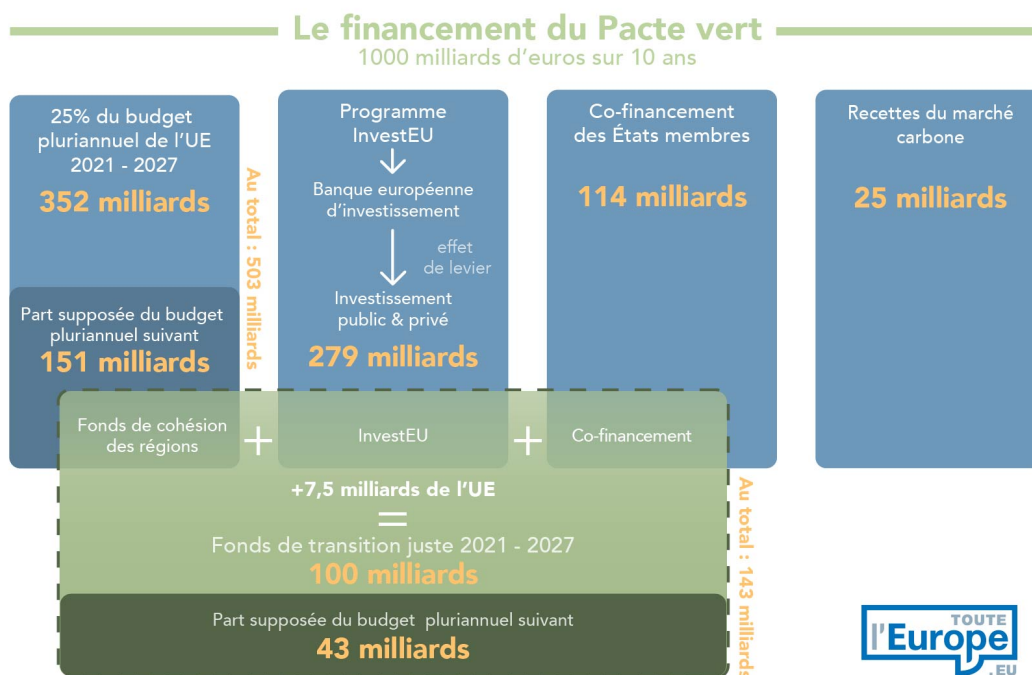 Le financement du Pacte vert
1000 milliards d'euros sur 10 ans
25% du budget
pluriannuel de l'UE
2021 - 2027
352 milliards
Part supposée du budget
pluriannuel suivant
151 milliards
Au total : 503 milliards
Programme
InvestEU
Banque européenne
d'investissement
effet
de levier
Investissement
public & privé
279 milliards
Co-financement
des États membres
114 milliards
Recettes du marché
carbone
25 milliards
Fonds de cohésion
des régions
+
InvestEU
+
Co-financement
+7,5 milliards de l'UE
=
Fonds de transition juste 2021 - 2027
100 milliards
Part supposée du budget pluriannuel suivant
43 milliards
Au total : 143 milliards
TOUTE
l'Europe
.EU